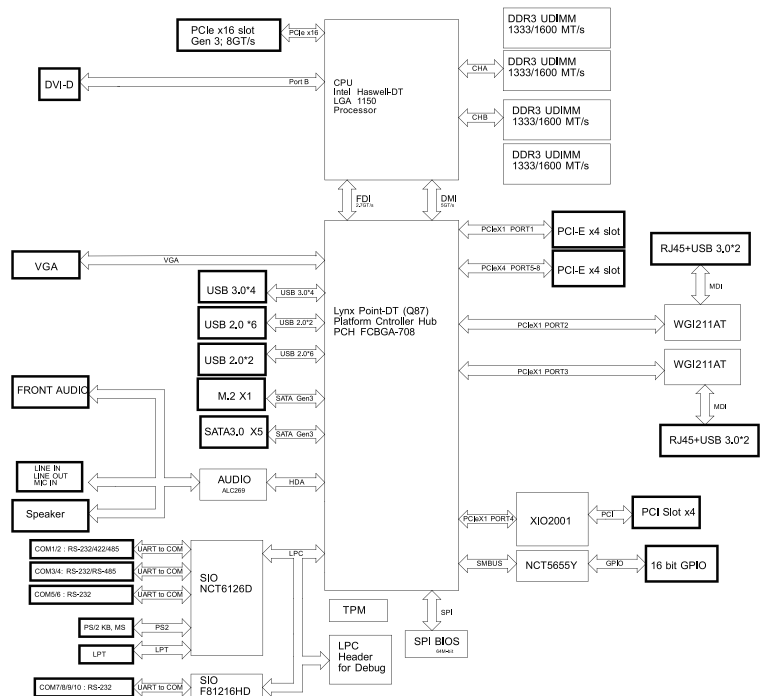 PCIe x16 slot
Gen 3; 8GT/s
PCIe x16
DVI-D
Port B
CPU
Intel Haswell-DT
LGA 1150
Processor
CHA
CHB
DDR3 UDIMM
1333/1600 MT/s
DDR3 UDIMM
1333/1600 MT/s
DDR3 UDIMM
1333/1600 MT/s
DDR3 UDIMM
1333/1600 MT/s
FDI
2.7GT/s
DMI
5GT/s
VGA
VGA
USB 3.0*4
USB 3.0*4
USB 2.0 *6
USB 2.0*2
USB 2.0*2
USB 2.0*6
M.2 X1
SATA Gen3
SATA3.0 X5
SATA Gen3
Lynx Point-DT (Q87)
Platform Cntroller Hub
PCH FCBGA-708
PCIeX1 PORT1
PCI-E x4 slot
PCIeX4 PORT5-8
PCI-E x4 slot
RJ45+USB 3.0*2
MDI
PCIeX1 PORT2
WGI211AT
PCIeX1 PORT3
WGI211AT
MDI
RJ45+USB 3.0*2
FRONT AUDIO
LINE IN
LINE OUT
MIC IN
Speaker
AUDIO
ALC269
HDA
PCIeX1 PORT4
XIO2001
PCI
PCI Slot x4
SMBUS
NCT5655Y
GPIO
16 bit GPIO
COM1/2 : RS-232/422/485
UART to COM
COM3/4: RS-232/RS-485
UART to COM
COM5/6 : RS-232
UART to COM
PS/2 KB, MS
PS2
LPT
LPT
SIO
NCT6126D
LPC
TPM
SPI
SPI BIOS
64M-bit
LPC
Header
for Debug
COM7/8/9/10 : RS-232
UART to COM
SIO
F81216HD